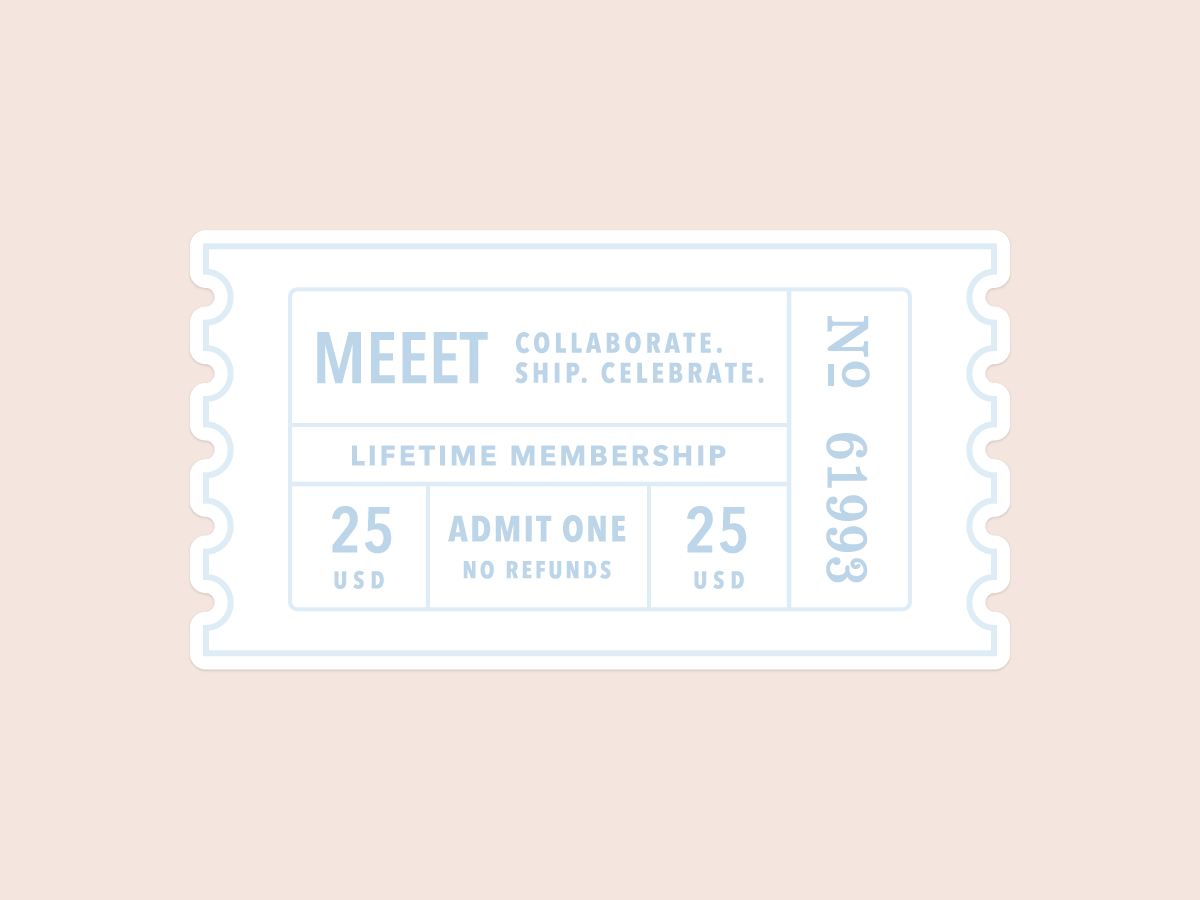 MEEET
COLLABORATE.
SHIP. CELEBRATE.
LIFETIME MEMBERSHIP
25
USD
ADMIT ONE
NO REFUNDS
25
USD
No 61993